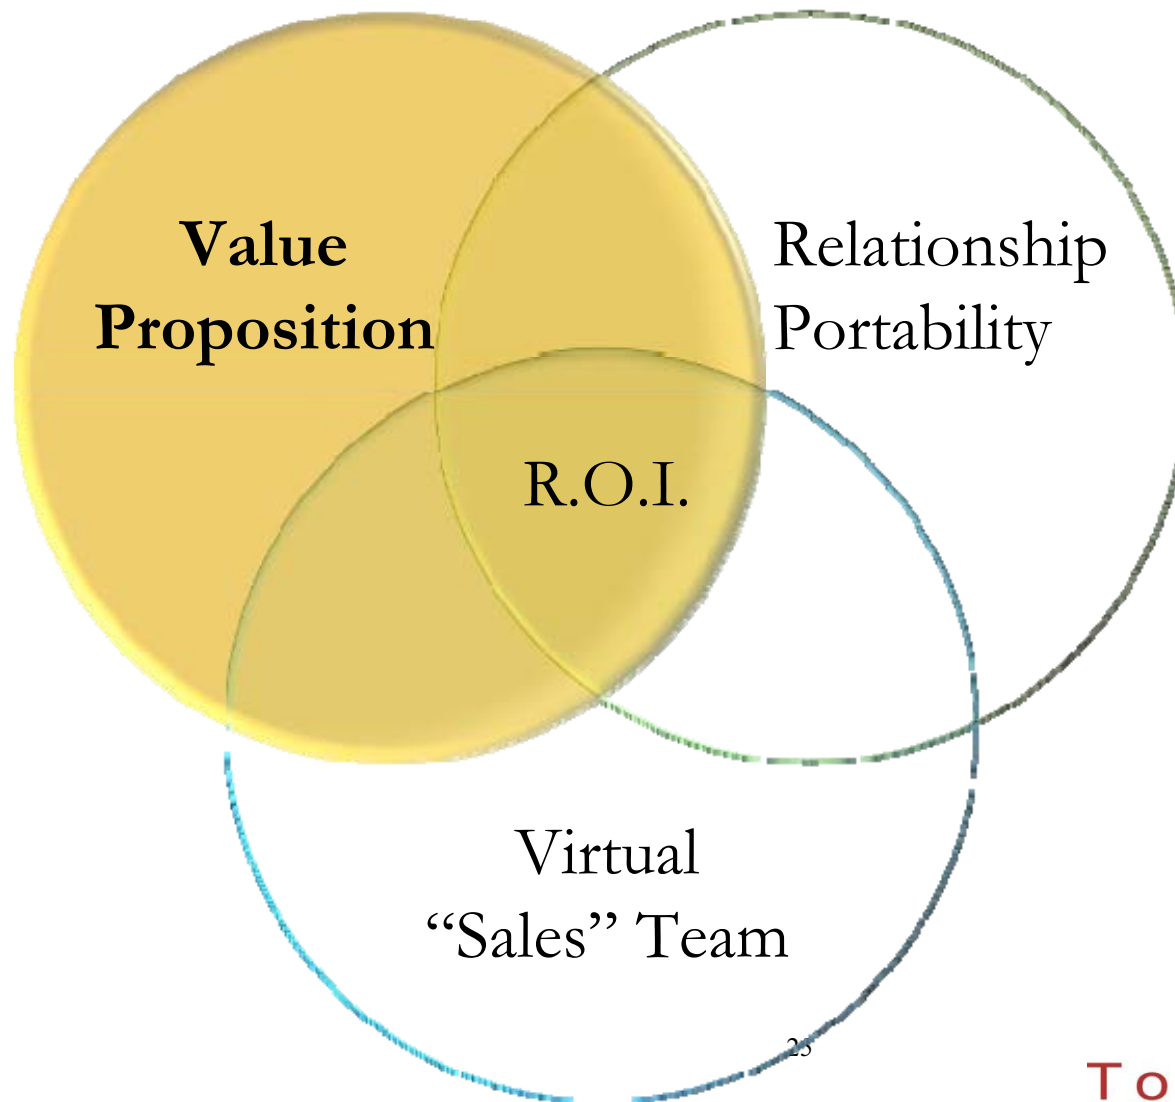 Value
Proposition
Relationship
Portability
R.O.I.
Virtual
“Sales” Team
To